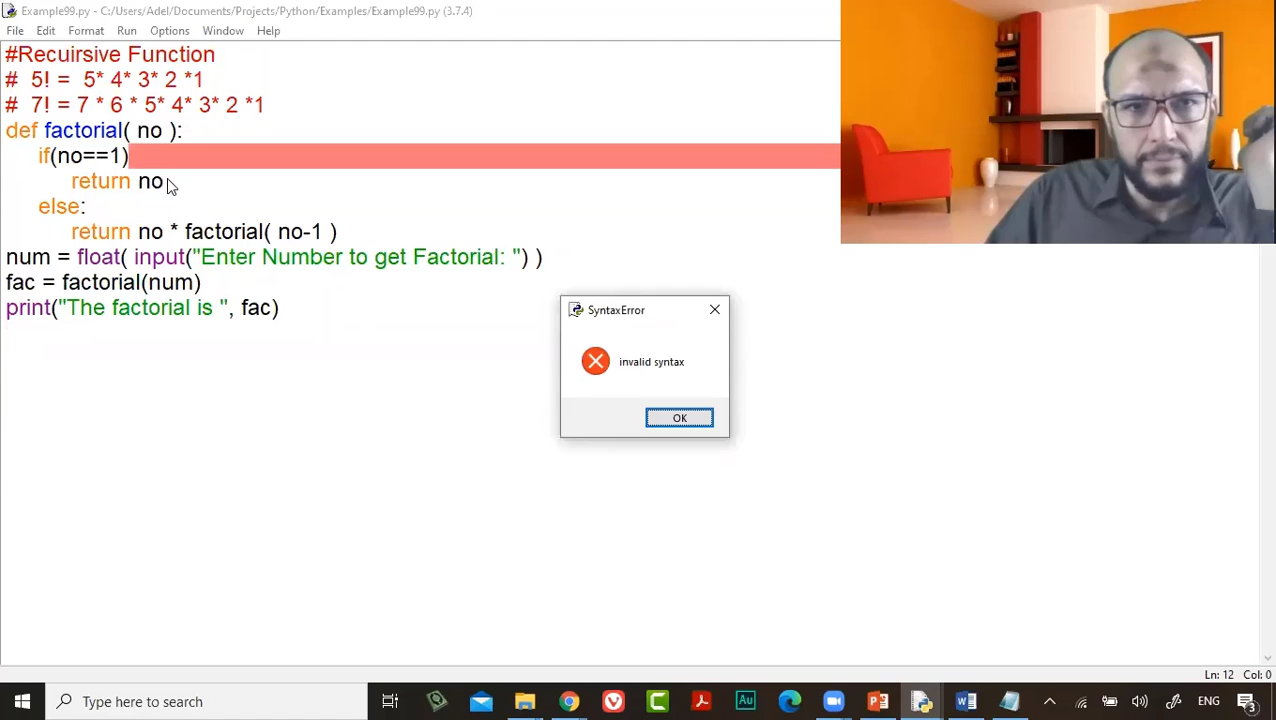 Example99.py - C:/Users/Adel/Documents/Projects/Python/Examples/Example99.py (3.7.4)
File Edit Format Run Options Window Help
#Recuirsive Function
# 5! = 5* 4* 3* 2 *1
# 7! = 7 * 6 * 5* 4* 3* 2 *1
def factorial( no ):
if(no==1)
return no
else:
return no * factorial( no-1 )
num = float( input("Enter Number to get Factorial: ") )
fac = factorial(num)
print("The factorial is ", fac)
SyntaxError
invalid syntax
OK
Ln: 12 Col: 0
Type here to search
Au
ENG
3